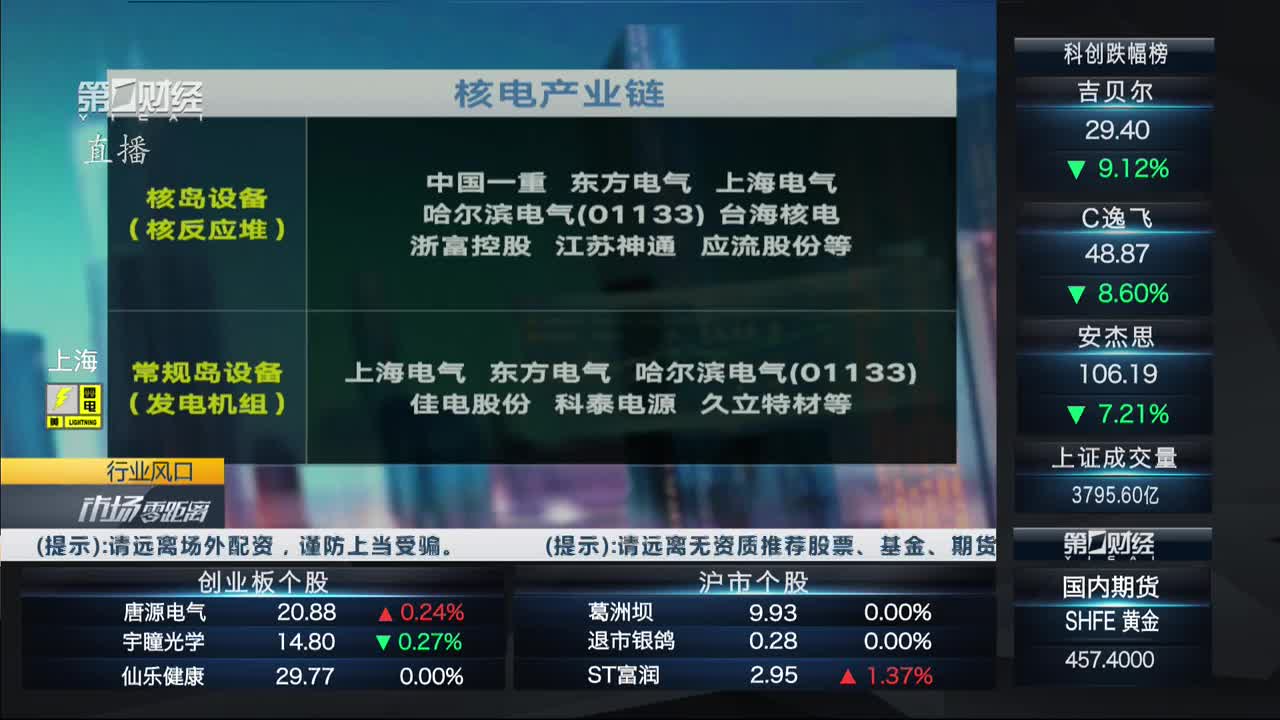 第一财经
YICAI
直播
核电产业链
核岛设备
（核反应堆）
中国一重 东方电气 上海电气
哈尔滨电气(01133) 台海核电
浙富控股 江苏神通 应流股份等
常规岛设备
（发电机组）
上海电气 东方电气 哈尔滨电气(01133)
佳电股份 科泰电源 久立特材等
上海
雷电
黄 LIGHTNING
行业风口
市场零距离
(提示):请远离场外配资，谨防上当受骗。 (提示):请远离无资质推荐股票、基金、期货
创业板个股
唐源电气 20.88 ▲0.24%
宇瞳光学 14.80 ▼0.27%
仙乐健康 29.77 0.00%
沪市个股
葛洲坝 9.93 0.00%
退市银鸽 0.28 0.00%
ST富润 2.95 ▲1.37%
科创跌幅榜
吉贝尔
29.40
▼ 9.12%
C逸飞
48.87
▼ 8.60%
安杰思
106.19
▼ 7.21%
上证成交量
3795.60亿
第一财经
YICAI
国内期货
SHFE 黄金
457.4000